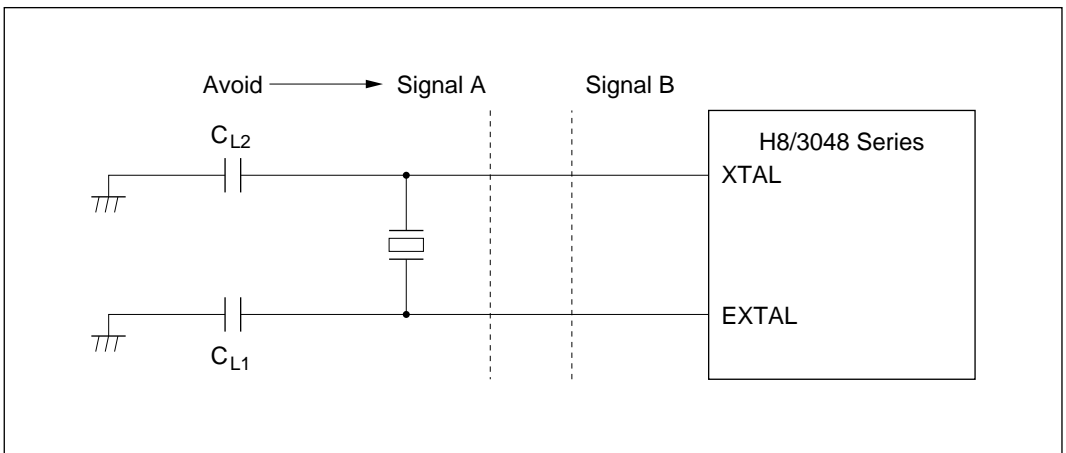 Avoid Signal A Signal B
CL2
H8/3048 Series
XTAL
EXTAL
CL1